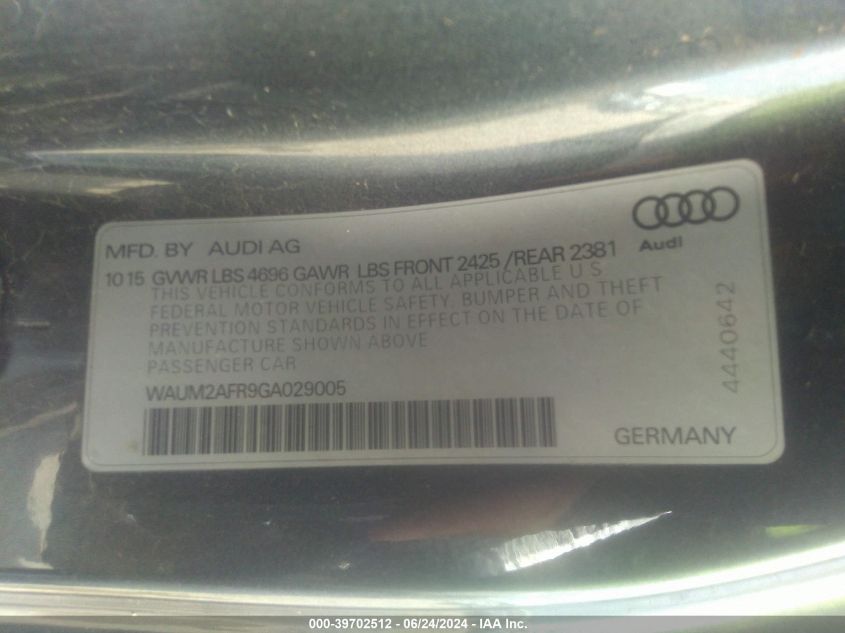 MFD. BY AUDI AG
Audi
10 15 GVWR LBS 4696 GAWR LBS FRONT 2425 /REAR 2381
THIS VEHICLE CONFORMS TO ALL APPLICABLE U S
FEDERAL MOTOR VEHICLE SAFETY, BUMPER AND THEFT
PREVENTION STANDARDS IN EFFECT ON THE DATE OF
MANUFACTURE SHOWN ABOVE
PASSENGER CAR
WAUM2AFR9GA029005
4440642
GERMANY
000-39702512 - 06/24/2024 - IAA Inc.